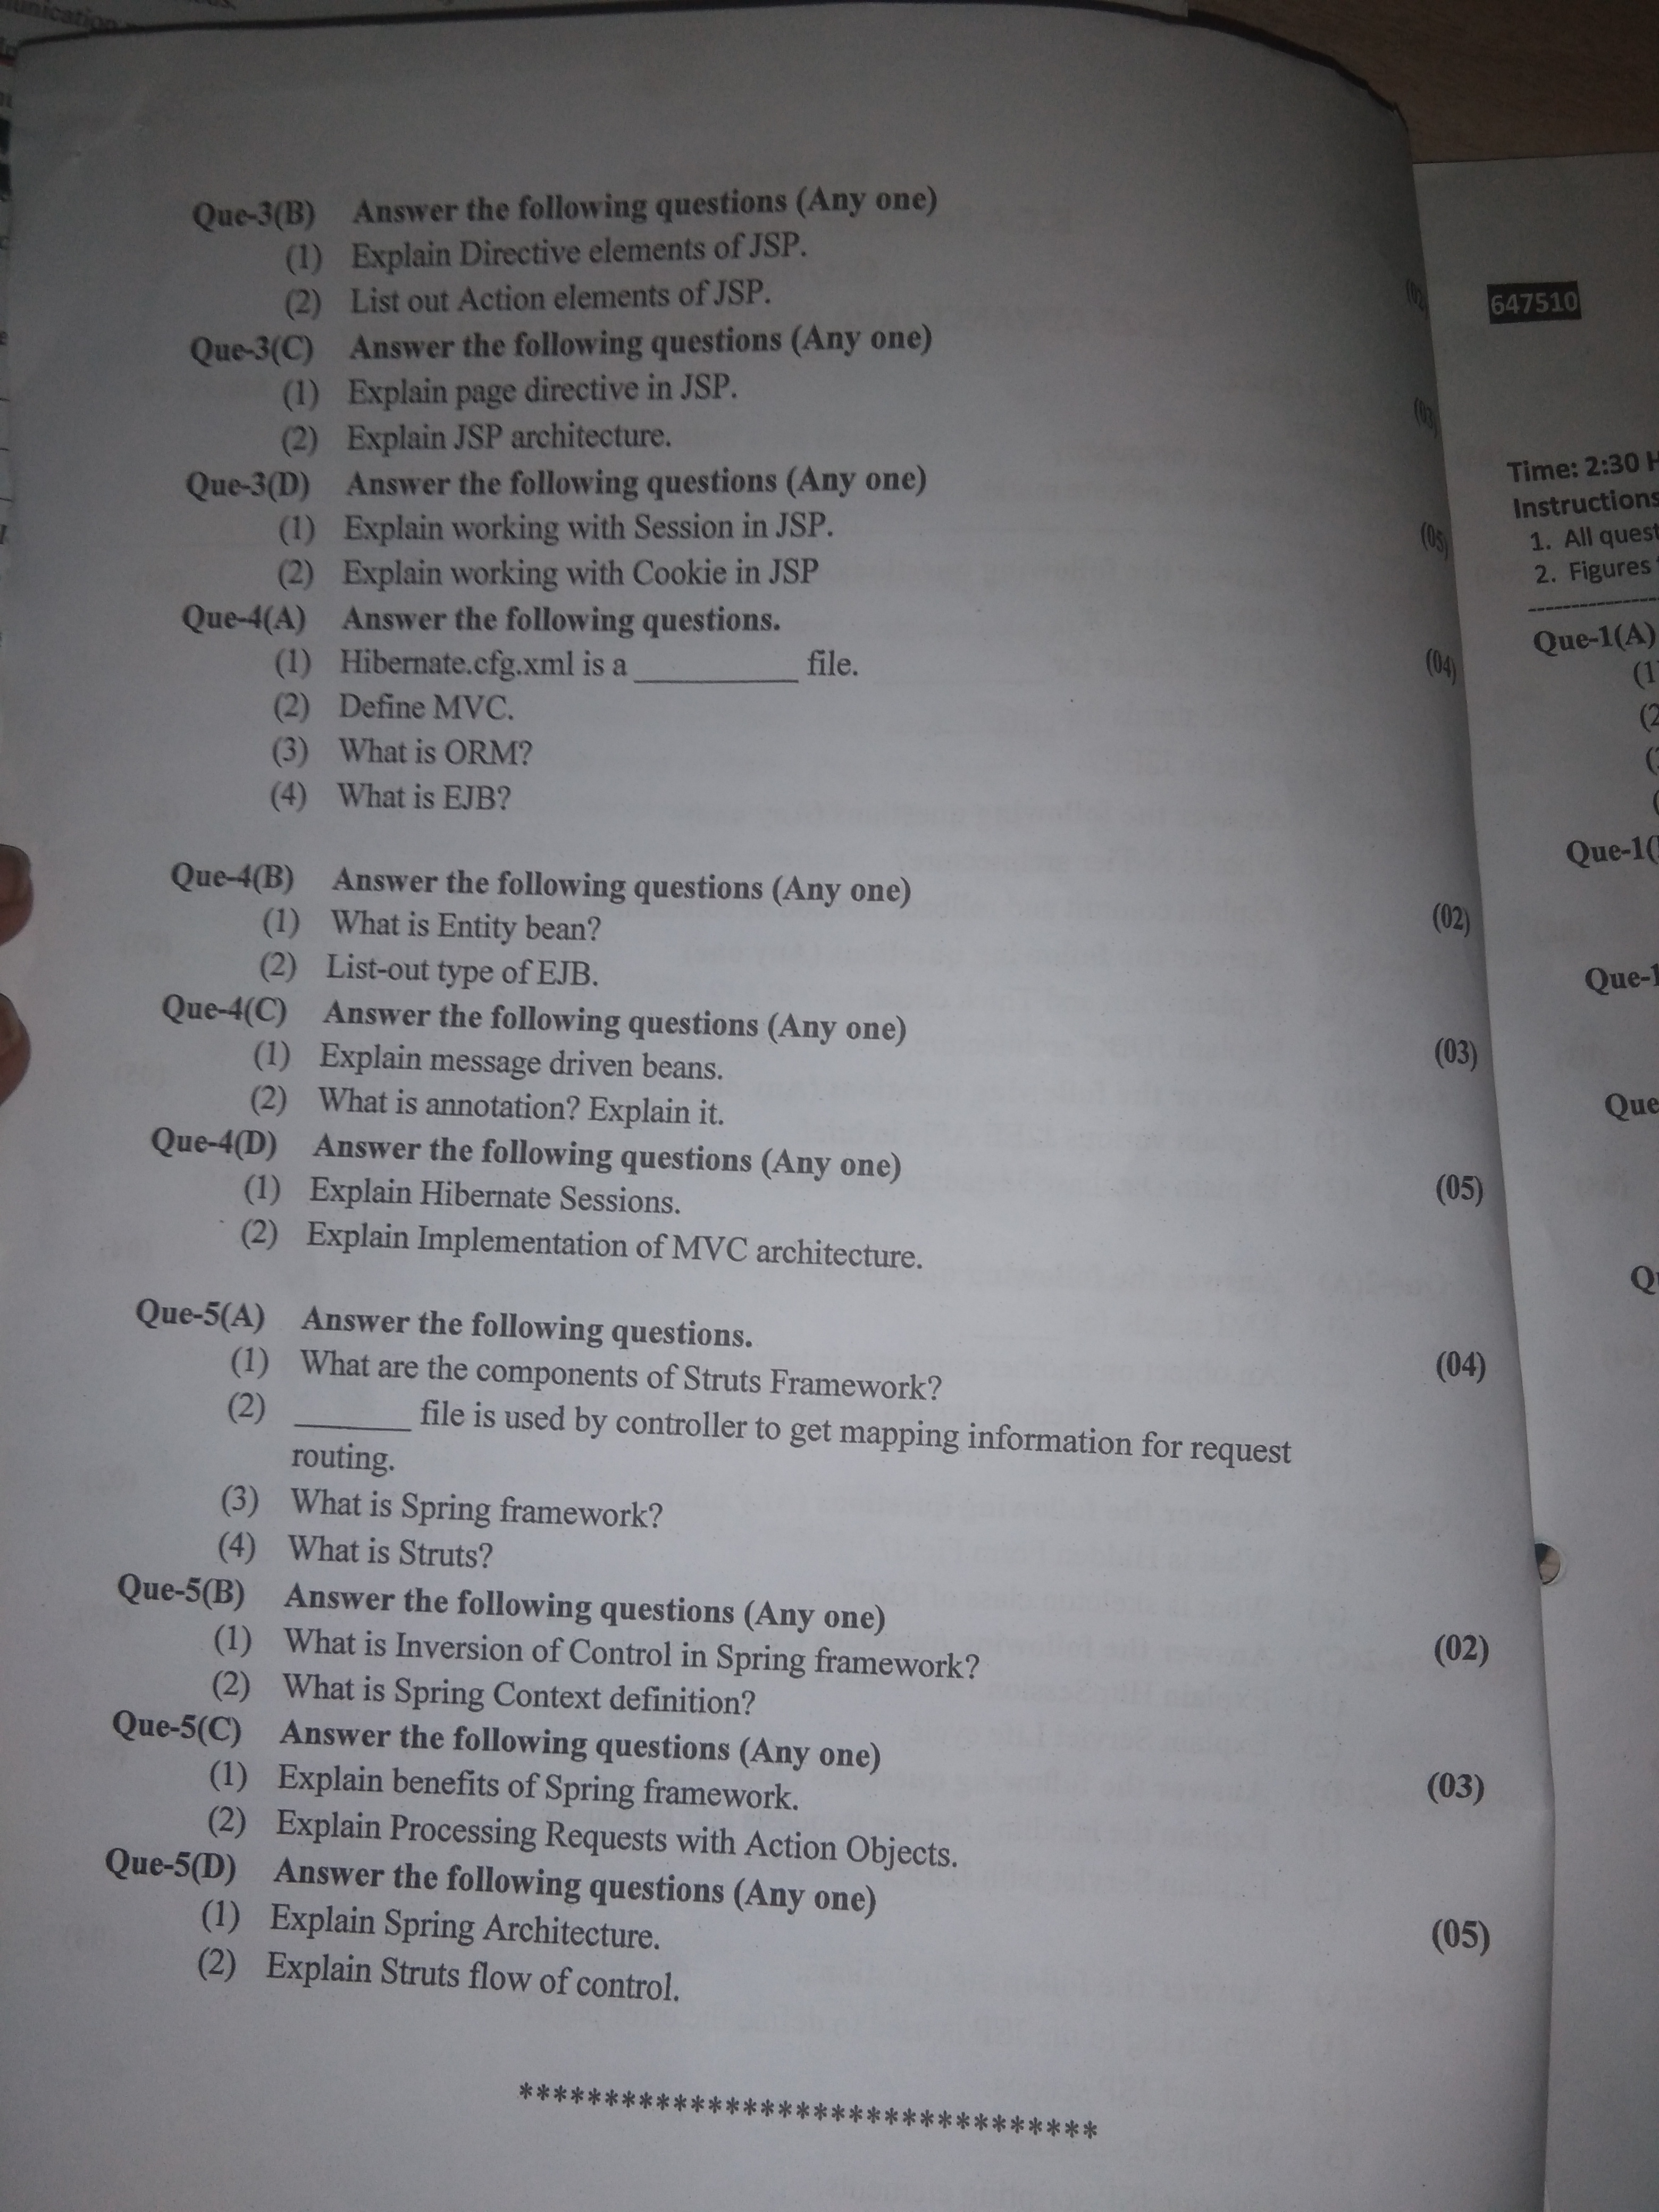 munication
Que-3(B) Answer the following questions (Any one)
(1) Explain Directive elements of JSP.
(2) List out Action elements of JSP. (02)
Que-3(C) Answer the following questions (Any one)
(1) Explain page directive in JSP.
(2) Explain JSP architecture. (03)
Que-3(D) Answer the following questions (Any one)
(1) Explain working with Session in JSP. (05)
(2) Explain working with Cookie in JSP
Que-4(A) Answer the following questions.
(1) Hibernate.cfg.xml is a __________ file. (04)
(2) Define MVC.
(3) What is ORM?
(4) What is EJB?
Que-4(B) Answer the following questions (Any one) (02)
(1) What is Entity bean?
(2) List-out type of EJB.
Que-4(C) Answer the following questions (Any one) (03)
(1) Explain message driven beans.
(2) What is annotation? Explain it.
Que-4(D) Answer the following questions (Any one) (05)
(1) Explain Hibernate Sessions.
(2) Explain Implementation of MVC architecture.
Que-5(A) Answer the following questions. (04)
(1) What are the components of Struts Framework?
(2) _______ file is used by controller to get mapping information for request
routing.
(3) What is Spring framework?
(4) What is Struts?
Que-5(B) Answer the following questions (Any one) (02)
(1) What is Inversion of Control in Spring framework?
(2) What is Spring Context definition?
Que-5(C) Answer the following questions (Any one) (03)
(1) Explain benefits of Spring framework.
(2) Explain Processing Requests with Action Objects.
Que-5(D) Answer the following questions (Any one) (05)
(1) Explain Spring Architecture.
(2) Explain Struts flow of control.
*********************************
647510
Time: 2:30 H
Instructions
1. All quest
2. Figures
Que-1(A)
(1
(2
Que-1(
Que-1
Que